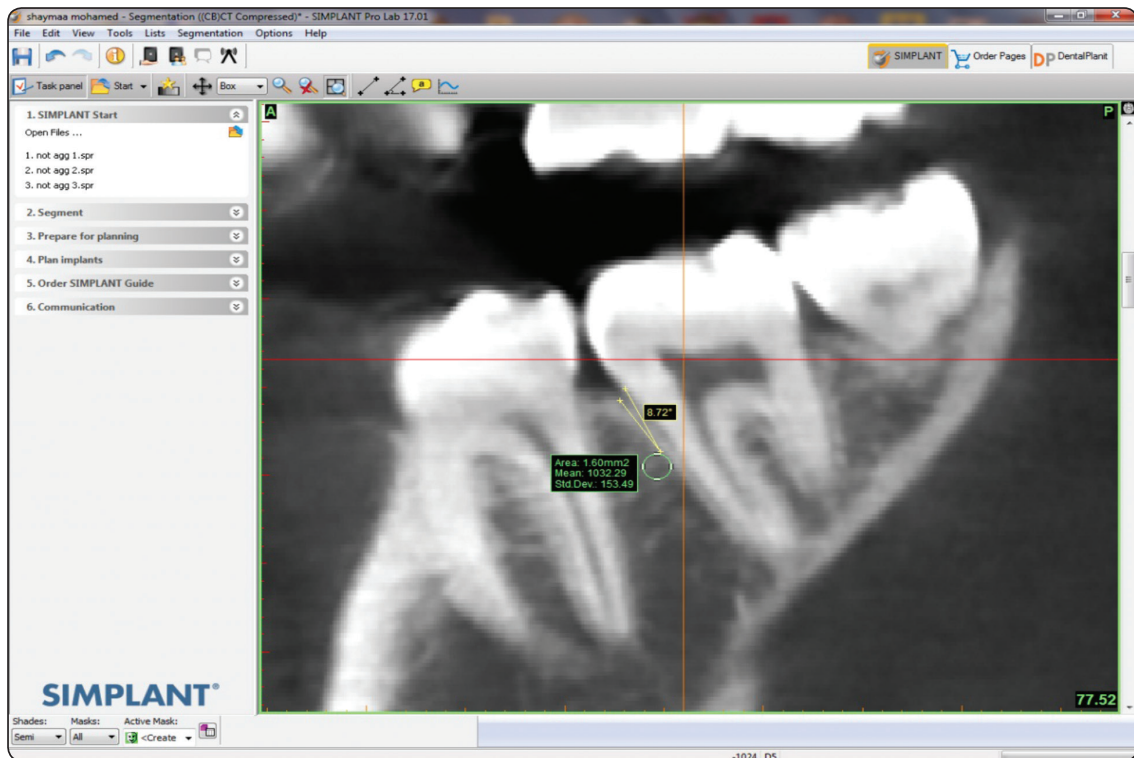 shaymaa mohamed - Segmentation ((CB)CT Compressed)* - SIMPLANT Pro Lab 17.01
File Edit View Tools Lists Segmentation Options Help
SIMPLANT Order Pages DP DentalPlanit
Task panel Start Box a
1. SIMPLANT Start
Open Files ...
1. not agg 1.spr
2. not agg 2.spr
3. not agg 3.spr
2. Segment
3. Prepare for planning
4. Plan implants
5. Order SIMPLANT Guide
6. Communication
A
P
8.72°
Area: 1.60mm2
Mean: 1032.29
Std.Dev.: 153.49
77.52
SIMPLANT®
Shades: Masks: Active Mask:
Semi All <Create
-1024 D5